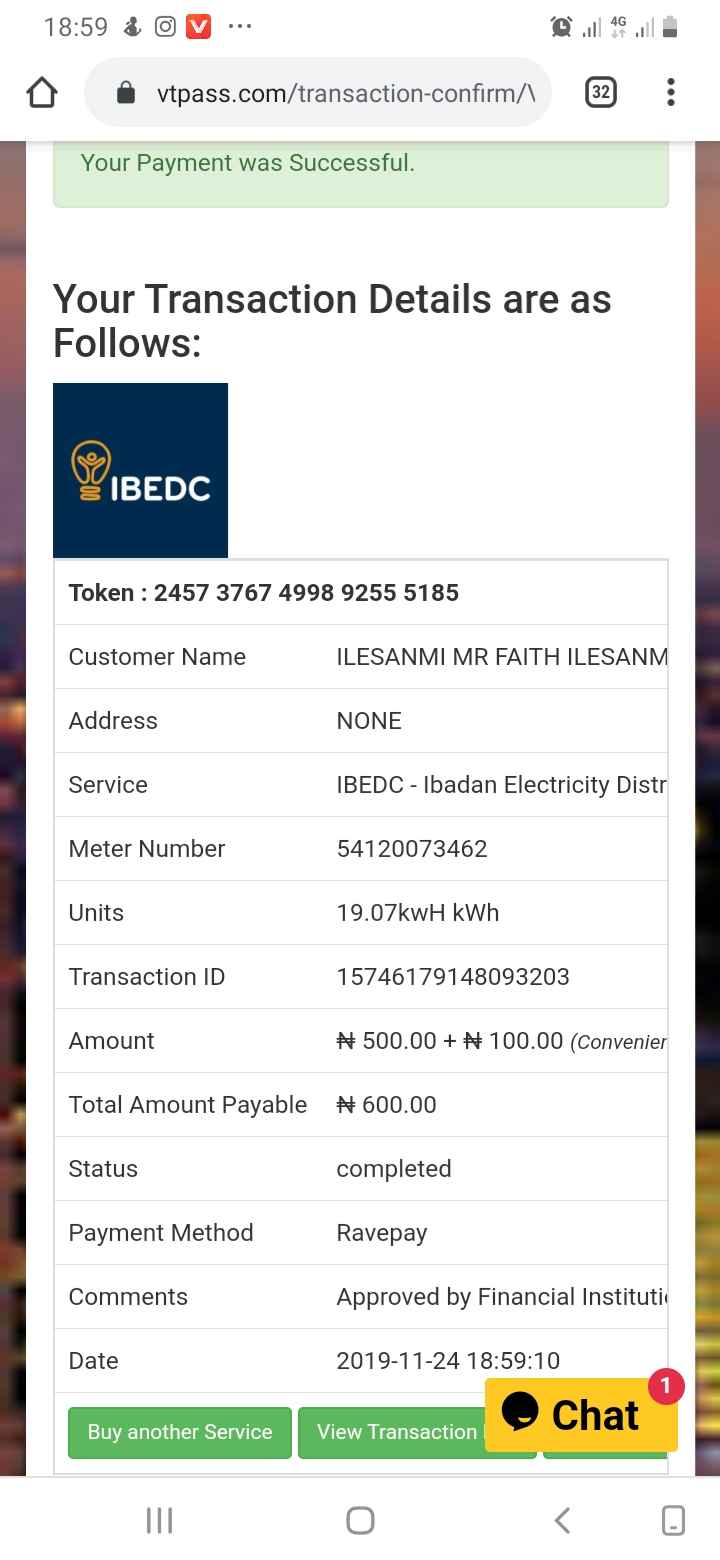 18:59
4G
vtpass.com/transaction-confirm/\
32
Your Payment was Successful.
Your Transaction Details are as
Follows:
IBEDC
Token : 2457 3767 4998 9255 5185
Customer Name ILESANMI MR FAITH ILESANM
Address NONE
Service IBEDC - Ibadan Electricity Distr
Meter Number 54120073462
Units 19.07kwH kWh
Transaction ID 15746179148093203
Amount ₦ 500.00 + ₦ 100.00 (Convenien
Total Amount Payable ₦ 600.00
Status completed
Payment Method Ravepay
Comments Approved by Financial Instituti
Date 2019-11-24 18:59:10
1
Chat
Buy another Service
View Transaction